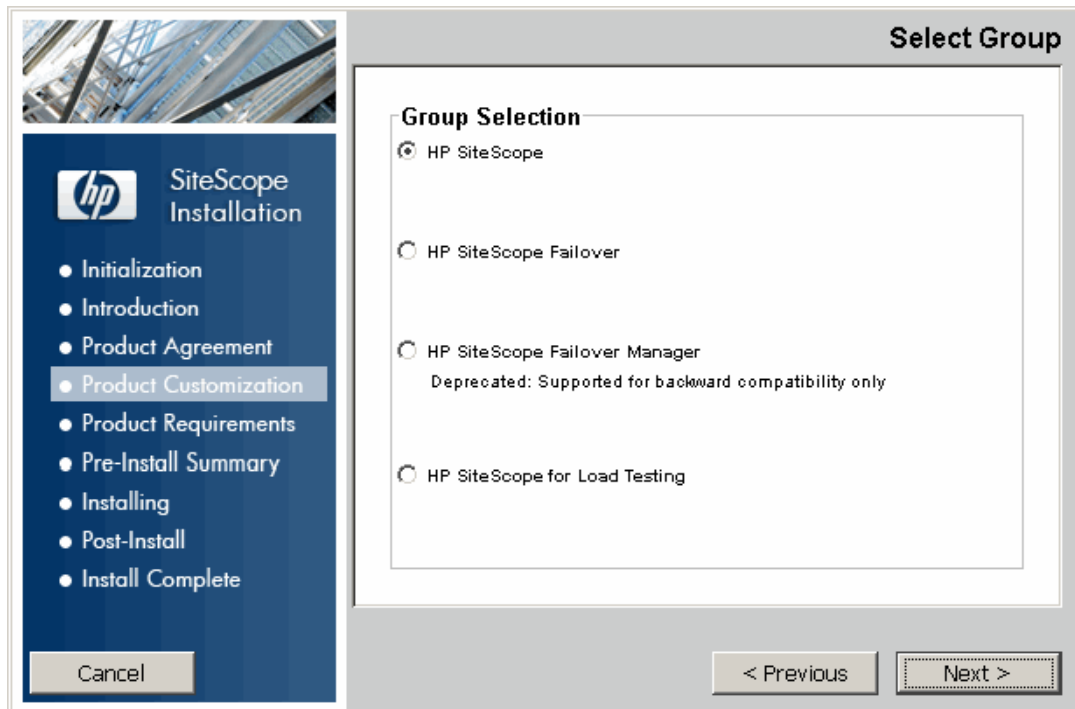 Select Group
hp
SiteScope
Installation
Initialization
Introduction
Product Agreement
Product Customization
Product Requirements
Pre-Install Summary
Installing
Post-Install
Install Complete
Group Selection
HP SiteScope
HP SiteScope Failover
HP SiteScope Failover Manager
Deprecated: Supported for backward compatibility only
HP SiteScope for Load Testing
Cancel
< Previous
Next >